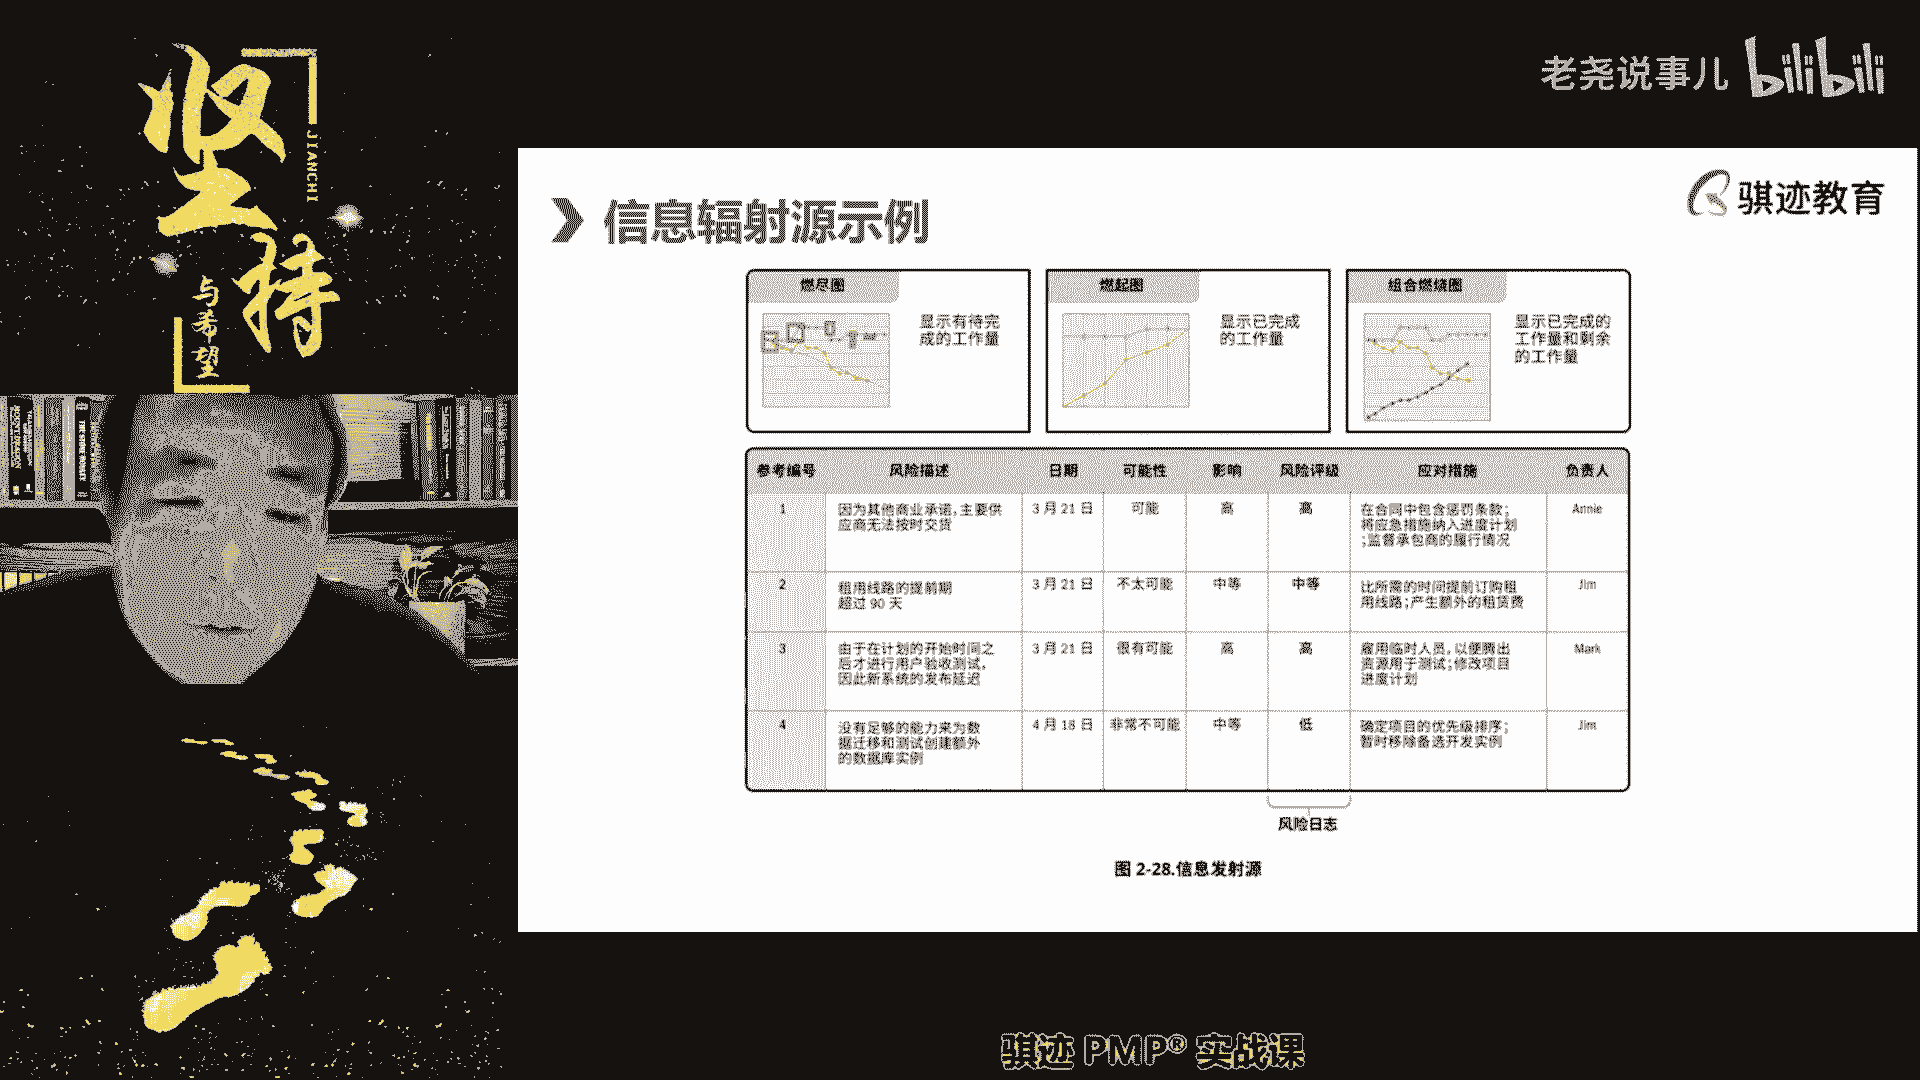 坚持
JIANCHI
与希望
老尧说事儿 bilibili
骐迹教育
信息辐射源示例
燃尽图
显示有待完
成的工作量
燃起图
显示已完成
的工作量
组合燃烧图
显示已完成的
工作量和剩余
的工作量
参考编号 风险描述 日期 可能性 影响 风险评级 应对措施 负责人
1 因为其他商业承诺，主要供 3 月 21 日 可能 高 高 在合同中包含惩罚条款； Annie
应商无法按时交货 将应急措施纳入进度计划
；监督承包商的履行情况
2 租用线路的提前期 3 月 21 日 不太可能 中等 中等 比所需的时间提前订购租 Jim
超过 90 天 用线路；产生额外的租赁费
3 由于在计划的开始时间之 3 月 21 日 很有可能 高 高 雇用临时人员，以便腾出 Mark
后才进行用户验收测试， 资源用于测试；修改项目
因此新系统的发布延迟 进度计划
4 没有足够的能力来为数 4 月 18 日 非常不可能 中等 低 确定项目的优先级排序； Jim
据迁移和测试创建额外 暂时移除备选开发实例
的数据库实例
风险日志
图 2-28.信息发射源
骐迹 PMP® 实战课